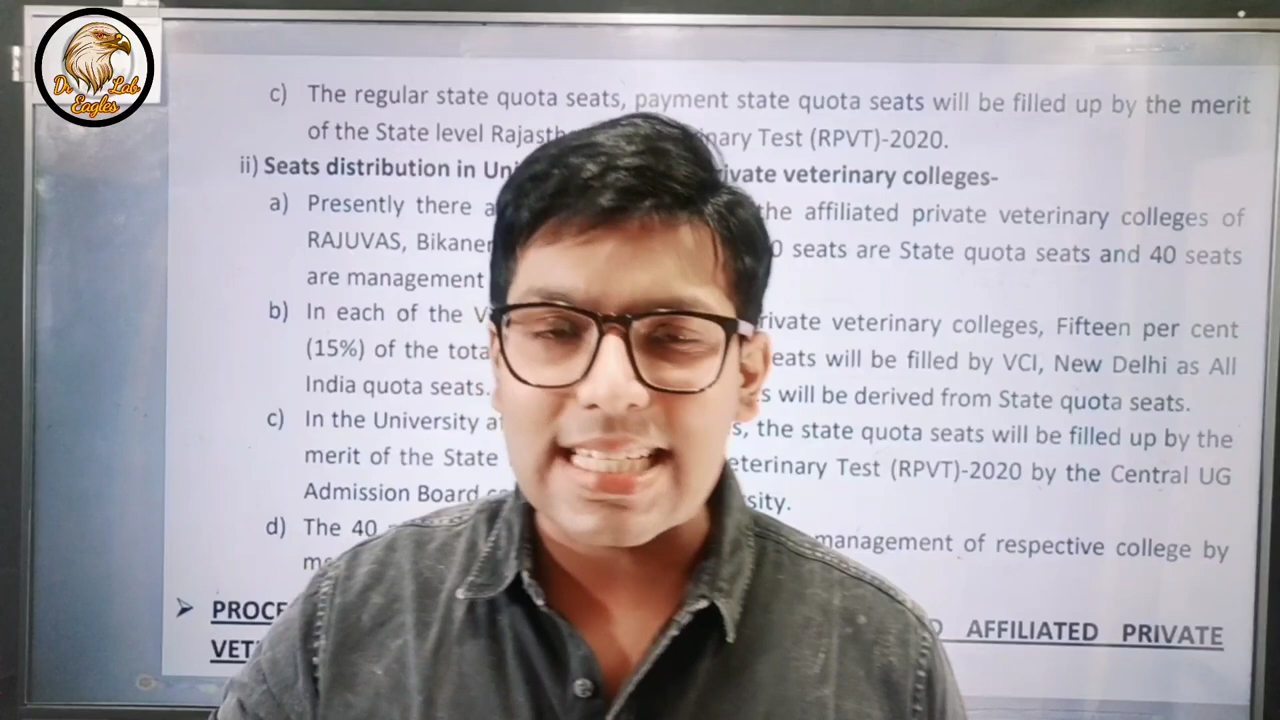 Dr Lab
Eagles
c) The regular state quota seats, payment state quota seats will be filled up by the merit
of the State level nary Test (RPVT)-2020.
ii) Seats distribution in ivate veterinary colleges-
a) Presently there the affiliated private veterinary colleges of
RAJUVAS, Bikaner 0 seats are State quota seats and 40 seats
are management
b) In each of the rivate veterinary colleges, Fifteen per cent
(15%) of the eats will be filled by VCI, New Delhi as All
India quota seats. s will be derived from State quota seats.
c) In the University s, the state quota seats will be filled up by the
merit of the State eterinary Test (RPVT)-2020 by the Central UG
Admission Board sity.
d) The 40 management of respective college by
➤ AFFILIATED PRIVATE